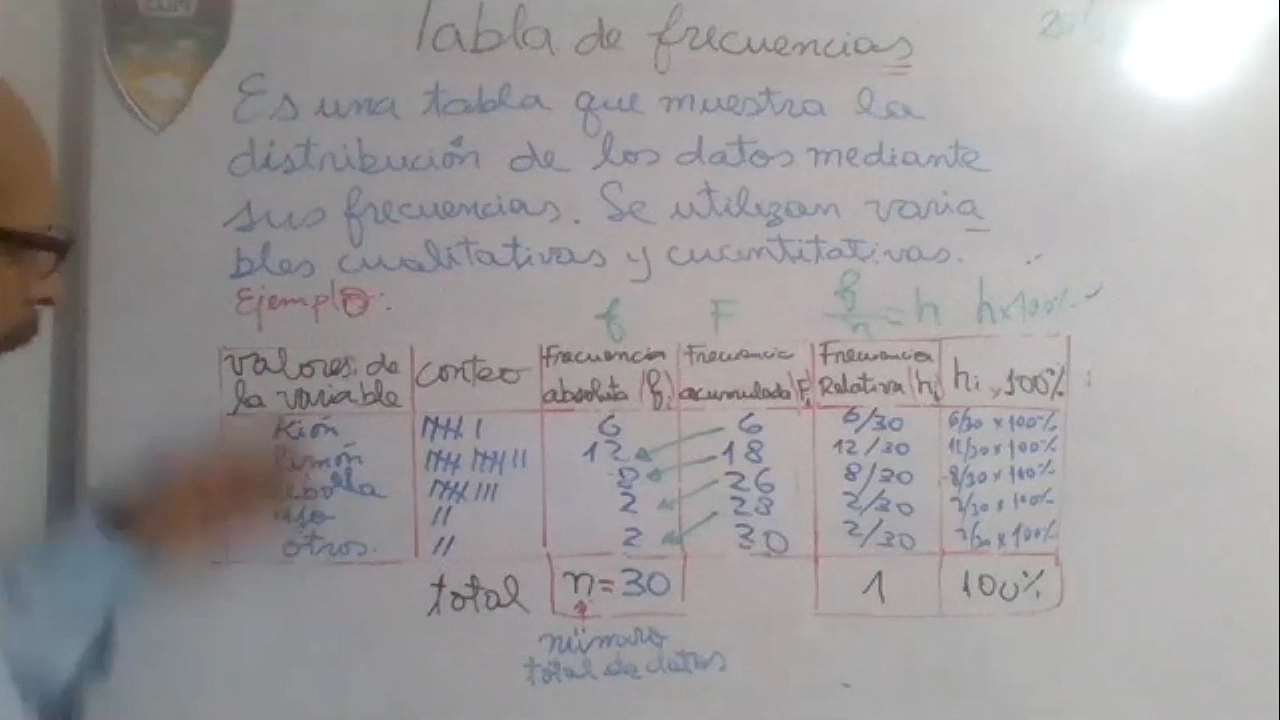 Tabla de frecuencias
Es una tabla que muestra la
distribución de los datos mediante
sus frecuencias. Se utilizan varia
bles cualitativas y cuantitativas.
Ejemplo:
f F f/n = h h×100%
Valores de la variable conteo Frecuencia absoluta (fi) Frecuencia acumulada (Fi) Frecuencia Relativa (hi) hi × 100%
Kión 6 6 6/30 6/30 × 100%
12 18 12/30 12/30 × 100%
8 26 8/30 8/30 × 100%
2 28 2/30 2/30 × 100%
otros. 2 30 2/30 2/30 × 100%
total n = 30 1 100%
número
total de datos